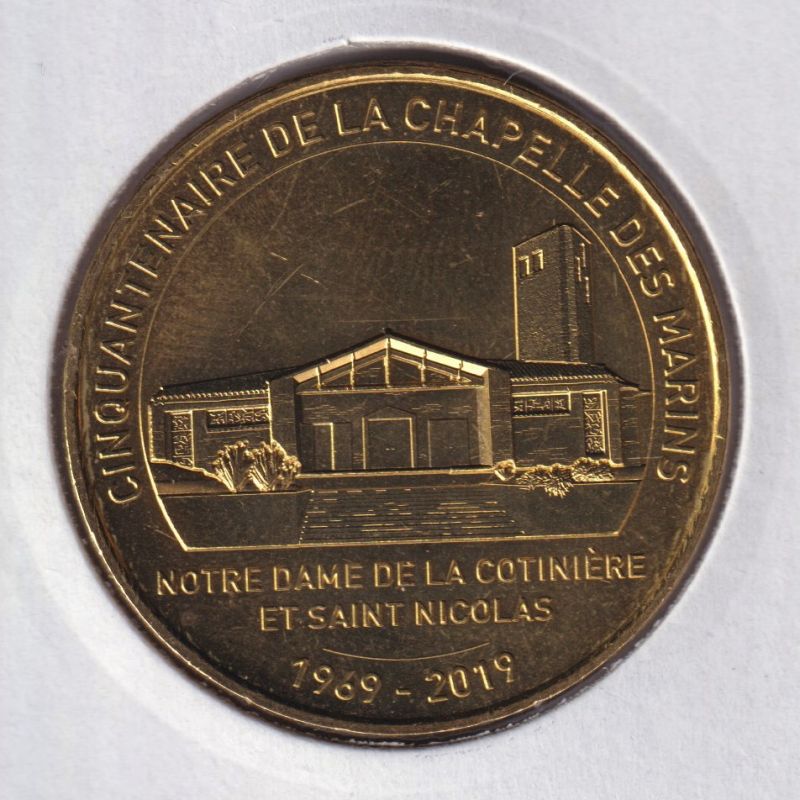 CINQUANTENAIRE DE LA CHAPELLE DES MARINS
NOTRE DAME DE LA COTINIÈRE
ET SAINT NICOLAS
1969 - 2019